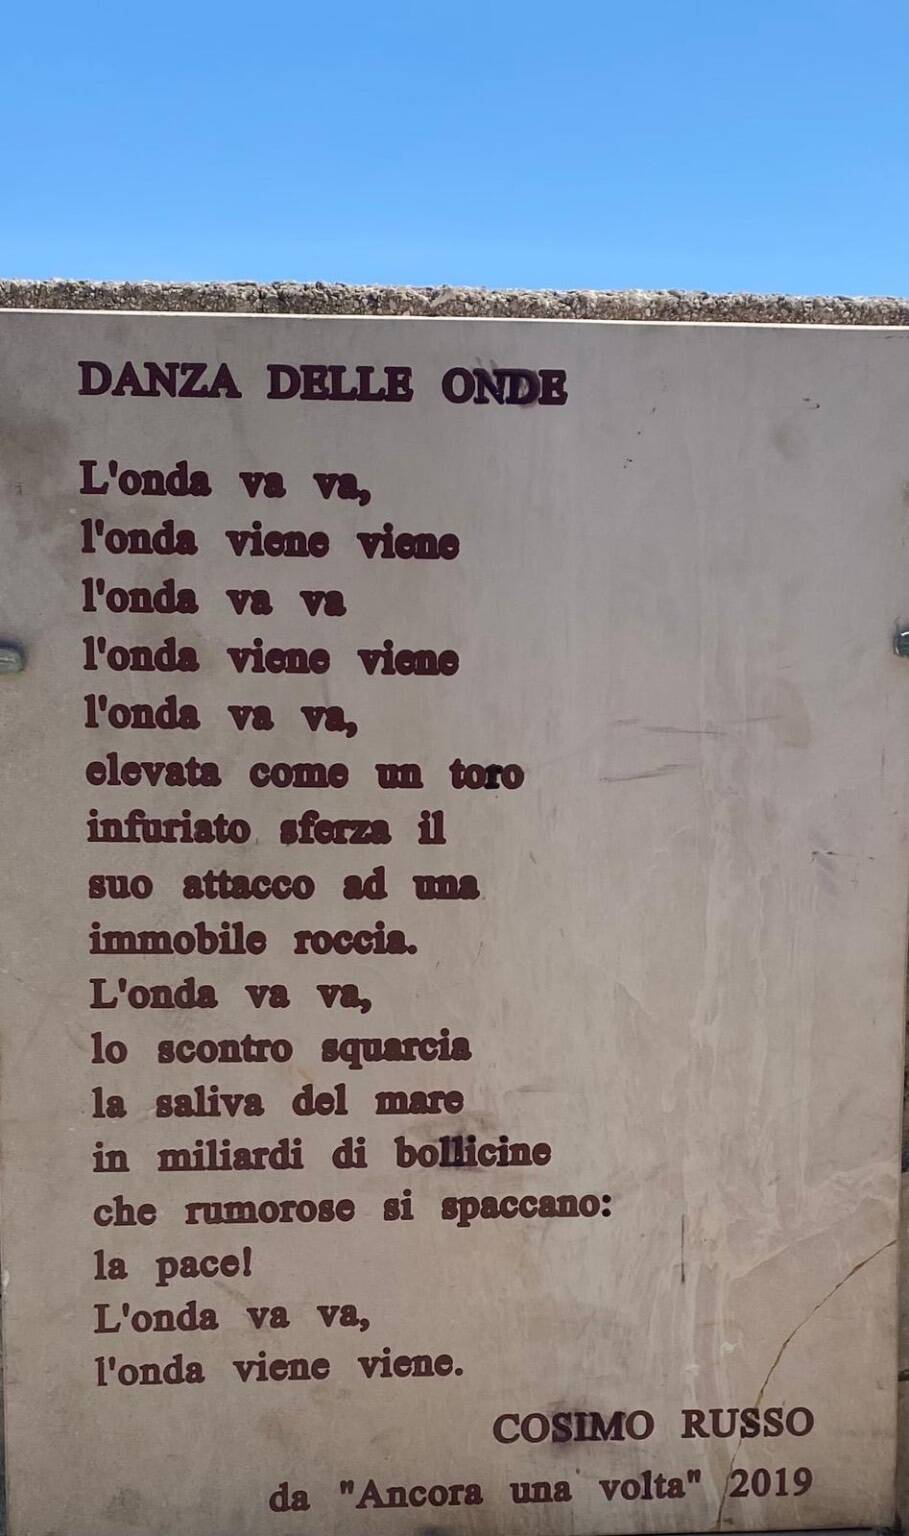 DANZA DELLE ONDE
L'onda va va,
l'onda viene viene
l'onda va va
l'onda viene viene
l'onda va va,
elevata come un toro
infuriato sferza il
suo attacco ad una
immobile roccia.
L'onda va va,
lo scontro squarcia
la saliva del mare
in miliardi di bollicine
che rumorose si spaccano:
la pace!
L'onda va va,
l'onda viene viene.
COSIMO RUSSO
da "Ancora una volta" 2019